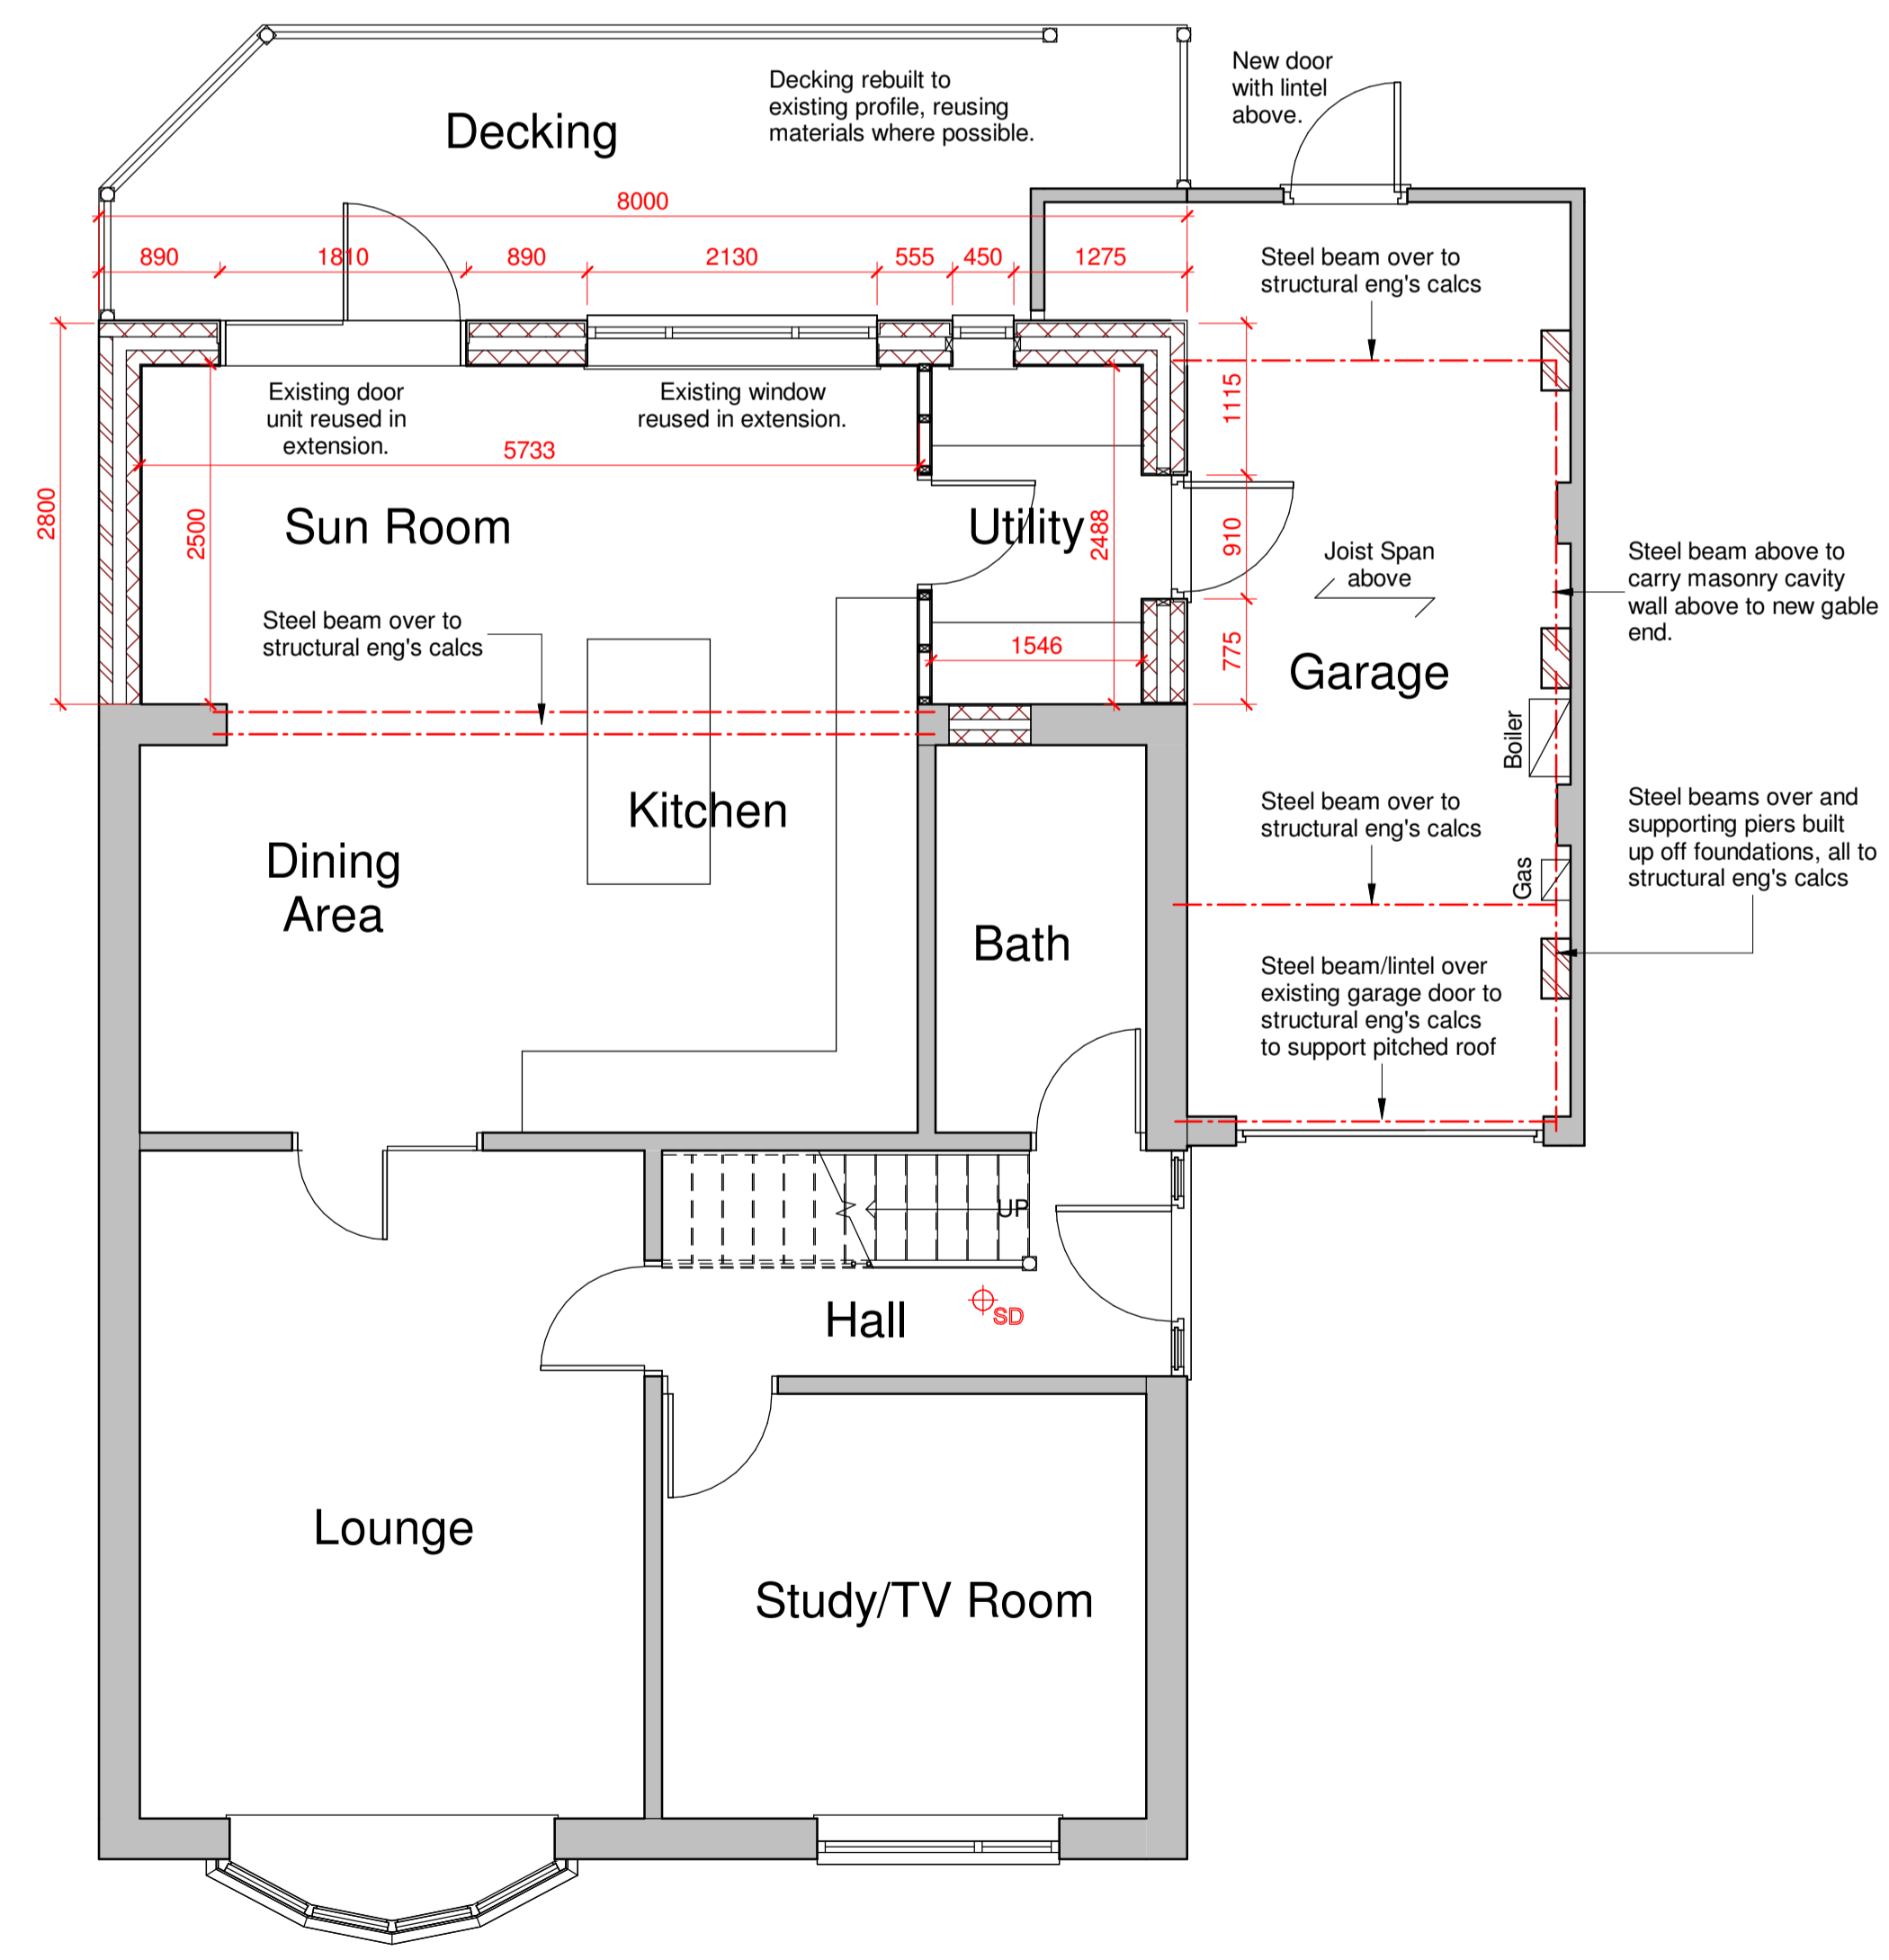 New door
with lintel
above.
Decking rebuilt to
existing profile, reusing
materials where possible.
Decking
8000
890
1810
890
2130
555
450
1275
Steel beam over to
structural eng's calcs
Existing door
unit reused in
extension.
Existing window
reused in extension.
5733
1115
2800
2500
Sun Room
Utility
2488
910
Joist Span
above
Steel beam above to
carry masonry cavity
wall above to new gable
end.
Steel beam over to
structural eng's calcs
1546
775
Garage
Boiler
Kitchen
Dining
Area
Steel beam over to
structural eng's calcs
Steel beams over and
supporting piers built
up off foundations, all to
structural eng's calcs
Gas
Bath
Steel beam/lintel over
existing garage door to
structural eng's calcs
to support pitched roof
UP
Hall
SD
Lounge
Study/TV Room